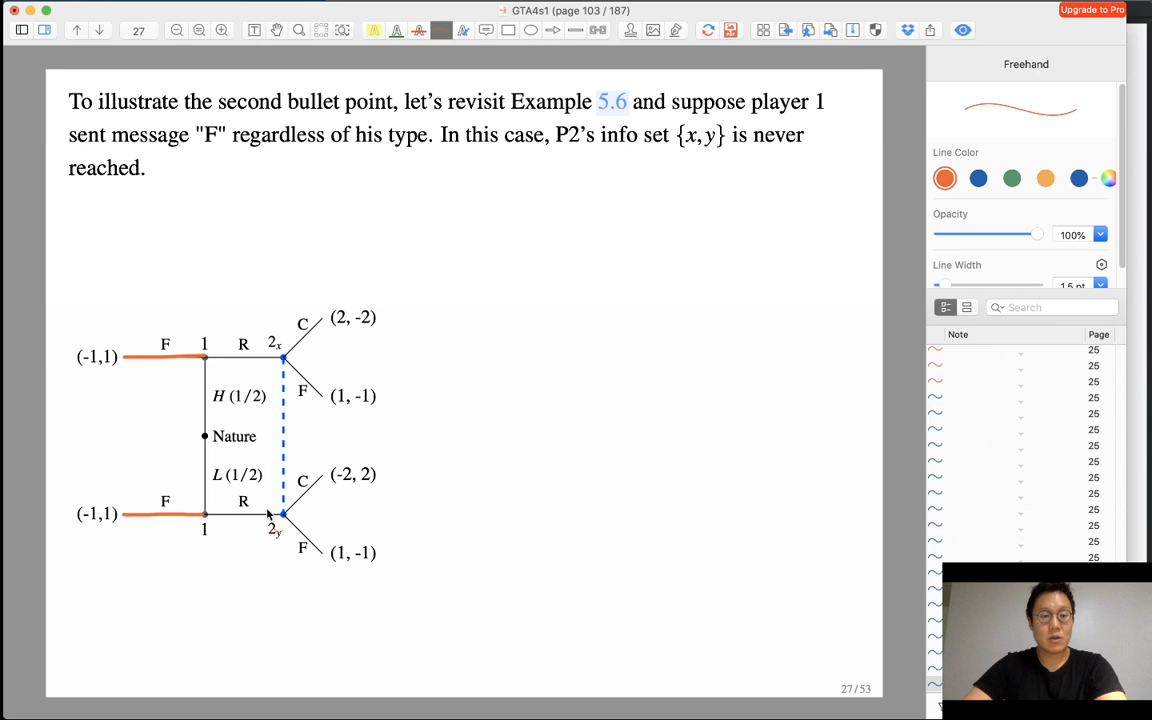 GTA4s1 (page 103 / 187)
Upgrade to Pro
27
Freehand
To illustrate the second bullet point, let's revisit Example 5.6 and suppose player 1
sent message "F" regardless of his type. In this case, P2's info set {x,y} is never
reached.
Line Color
Opacity
100%
Line Width
1.5 pt
Search
Note Page
25
25
25
25
25
25
25
25
25
25
25
25
25
25
C (2, -2)
(-1,1) F 1 R 2x
H (1/2) F (1, -1)
Nature
L (1/2) C (-2, 2)
(-1,1) F R
1 2y
F (1, -1)
27/53